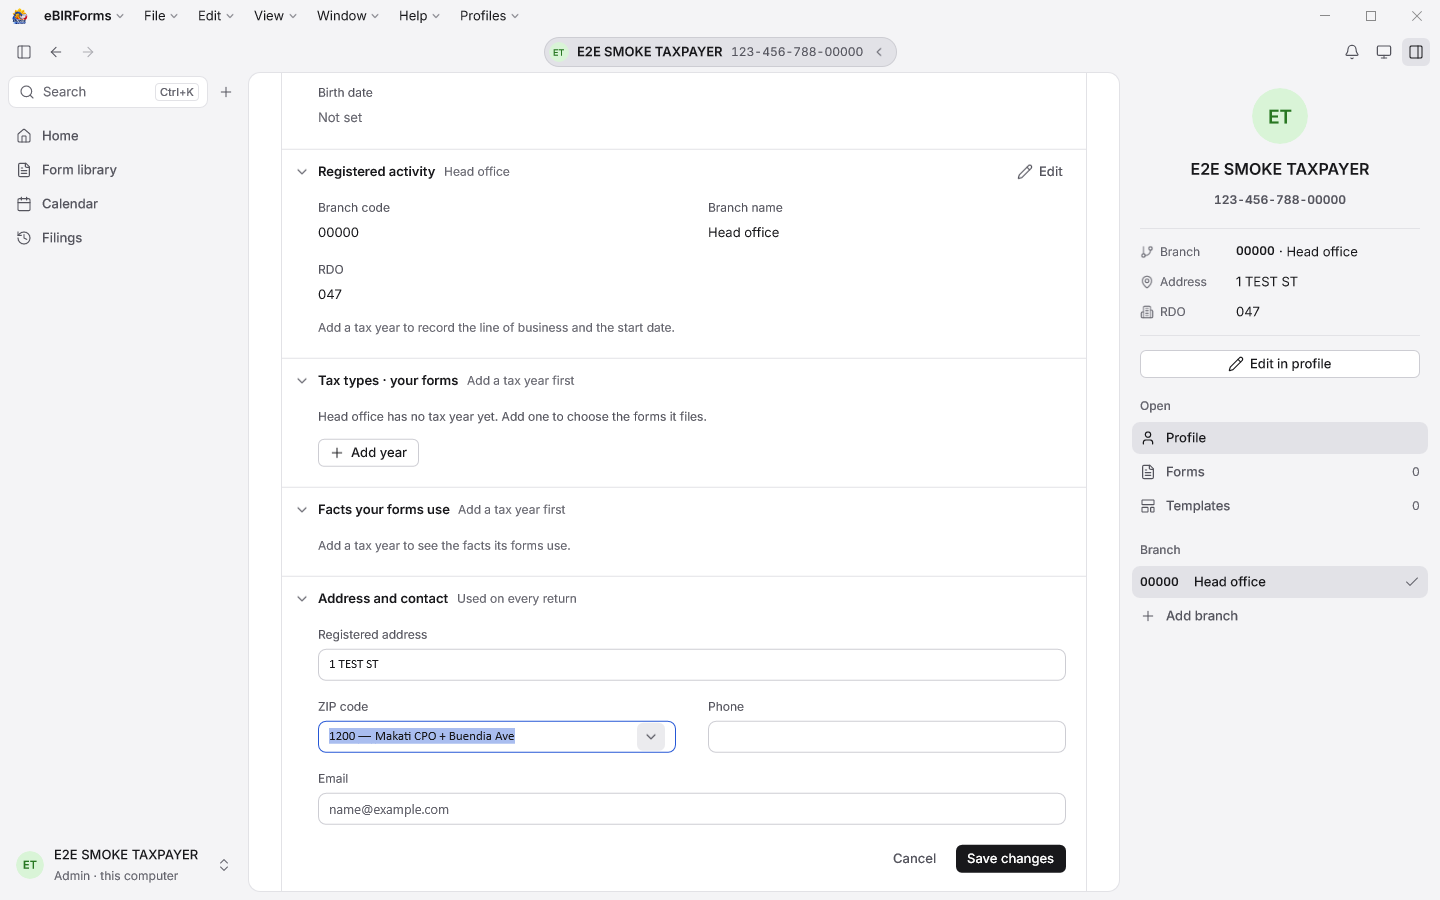 eBIRForms
File
Edit
View
Window
Help
Profiles
ET
E2E SMOKE TAXPAYER 123-456-788-00000
Search
Ctrl+K
Home
Form library
Calendar
Filings
ET
E2E SMOKE TAXPAYER
Admin · this computer
Birth date
Not set
Registered activity Head office
Edit
Branch code
00000
Branch name
Head office
RDO
047
Add a tax year to record the line of business and the start date.
Tax types · your forms Add a tax year first
Head office has no tax year yet. Add one to choose the forms it files.
Add year
Facts your forms use Add a tax year first
Add a tax year to see the facts its forms use.
Address and contact Used on every return
Registered address
1 TEST ST
ZIP code
1200 — Makati CPO + Buendia Ave
Phone
Email
name@example.com
Cancel
Save changes
ET
E2E SMOKE TAXPAYER
123-456-788-00000
Branch 00000 · Head office
Address 1 TEST ST
RDO 047
Edit in profile
Open
Profile
Forms 0
Templates 0
Branch
00000 Head office
Add branch